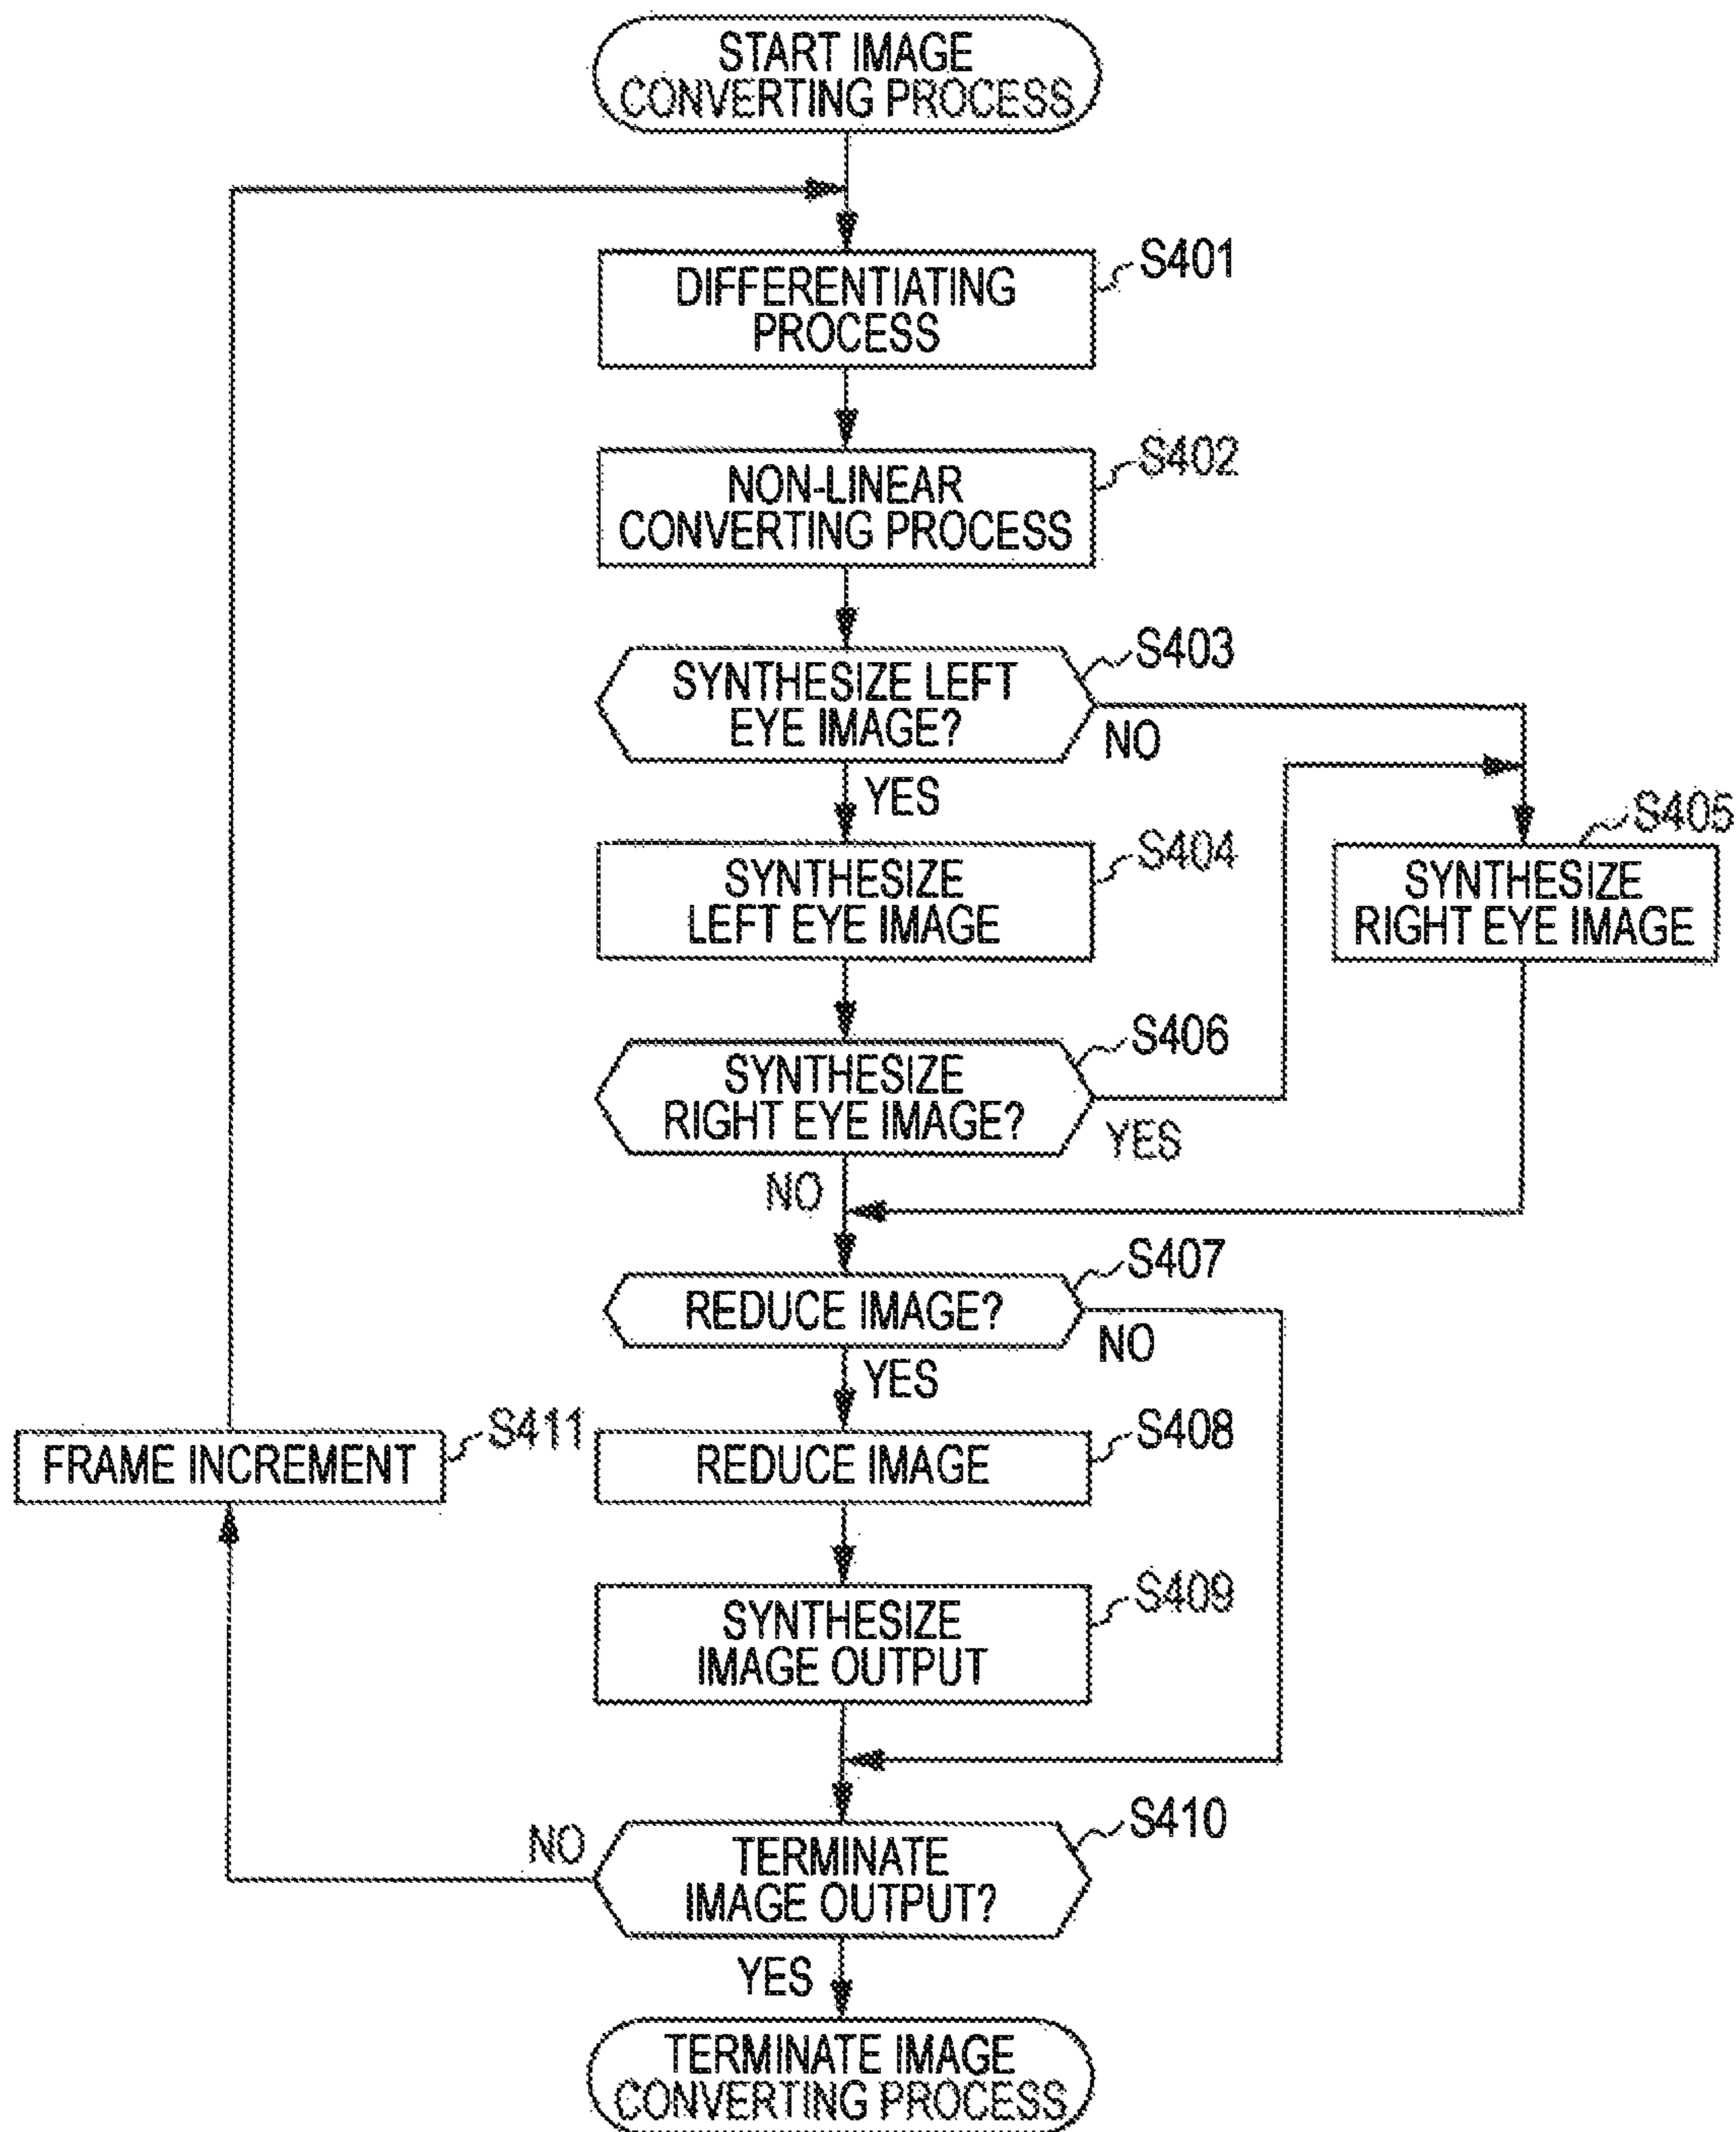 START IMAGE
CONVERTING PROCESS
S401
DIFFERENTIATING
PROCESS
S402
NON-LINEAR
CONVERTING PROCESS
S403
SYNTHESIZE LEFT
EYE IMAGE?
NO
YES
S404
SYNTHESIZE
LEFT EYE IMAGE
S405
SYNTHESIZE
RIGHT EYE IMAGE
S406
SYNTHESIZE
RIGHT EYE IMAGE?
YES
NO
S407
REDUCE IMAGE?
NO
YES
S408
REDUCE IMAGE
S411
FRAME INCREMENT
S409
SYNTHESIZE
IMAGE OUTPUT
S410
NO
TERMINATE
IMAGE OUTPUT?
YES
TERMINATE IMAGE
CONVERTING PROCESS